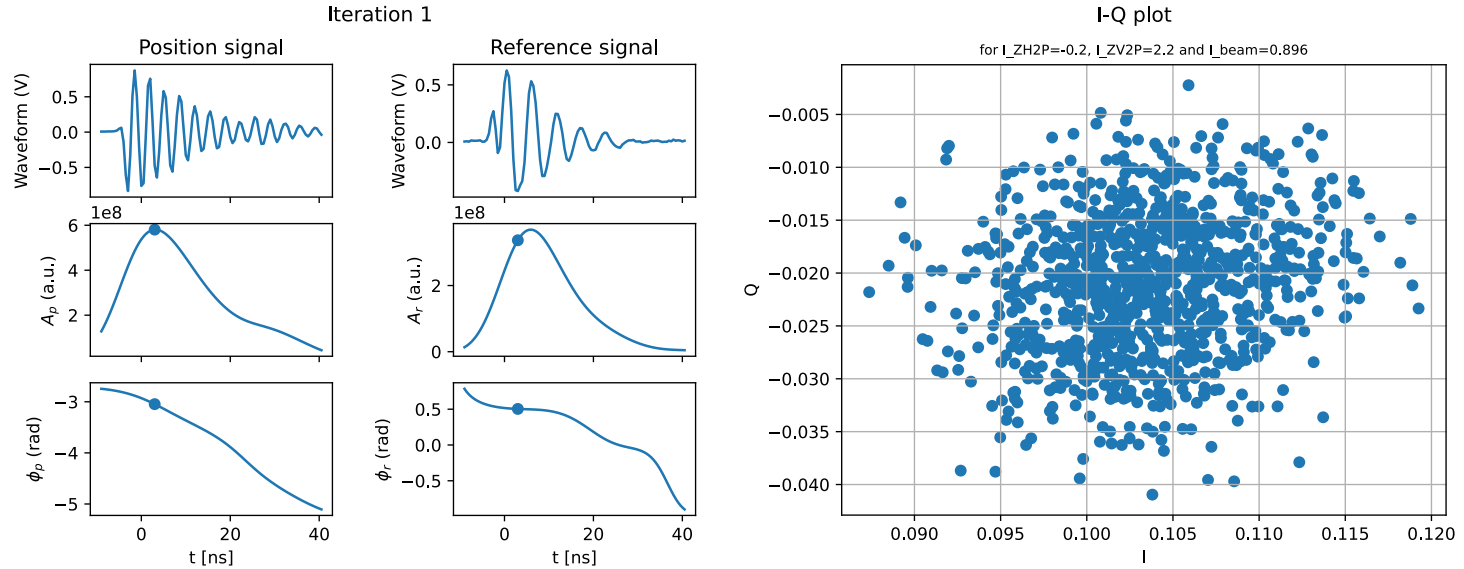 Iteration 1
Position signal
Reference signal
Waveform (V)
0.5
0.0
−0.5
Waveform (V)
0.5
0.0
1e8
A_p (a.u.)
6
4
2
1e8
A_r (a.u.)
2
0
ϕ_p (rad)
−3
−4
−5
0
20
40
t [ns]
ϕ_r (rad)
0.5
0.0
−0.5
0
20
40
t [ns]
I-Q plot
for I_ZH2P=-0.2, I_ZV2P=2.2 and I_beam=0.896
Q
−0.005
−0.010
−0.015
−0.020
−0.025
−0.030
−0.035
−0.040
0.090
0.095
0.100
0.105
0.110
0.115
0.120
I